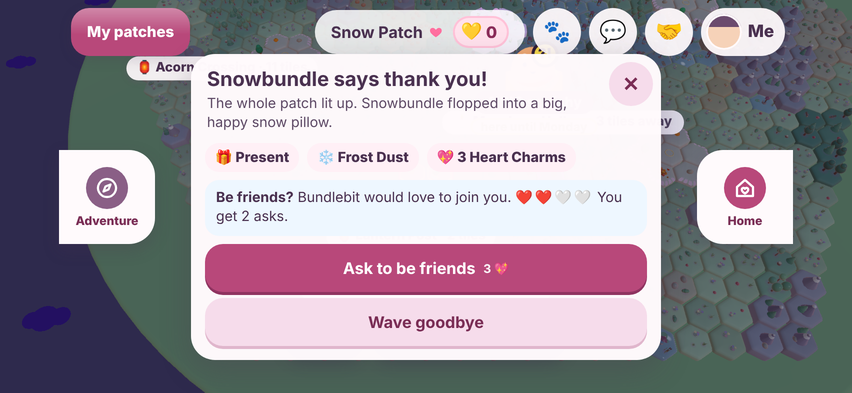 My patches
Snow Patch
0
Me
Acorn
Snowbundle says thank you!
The whole patch lit up. Snowbundle flopped into a big,
happy snow pillow.
Present
Frost Dust
3 Heart Charms
Be friends? Bundlebit would love to join you. You
get 2 asks.
Adventure
Home
Ask to be friends 3
Wave goodbye